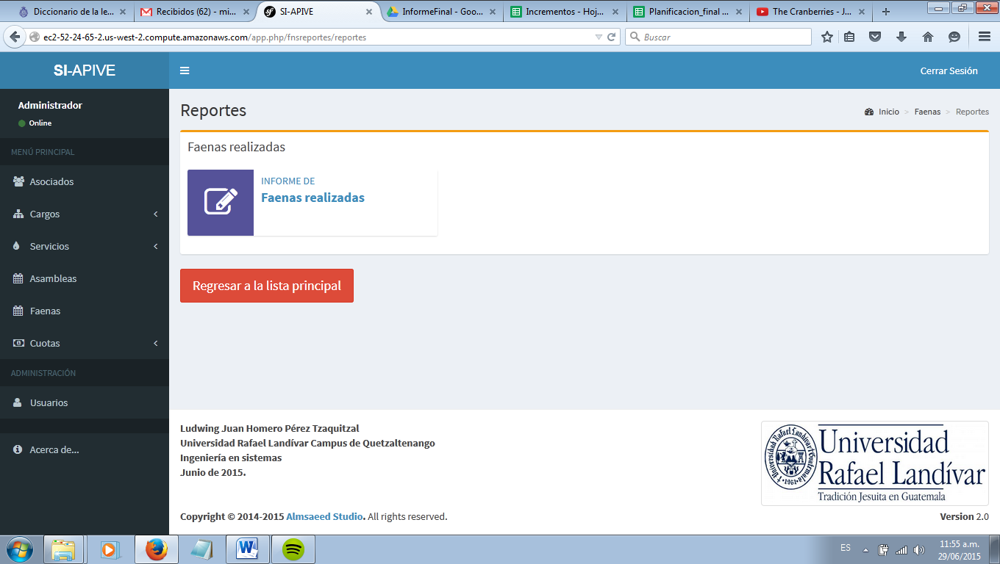 Diccionario de la le...
Recibidos (62) - mi...
SI-APIVE
InformeFinal - Goo...
Incrementos - Hoj...
Planificacion_final ...
The Cranberries - J...
ec2-52-24-65-2.us-west-2.compute.amazonaws.com/app.php/fnsreportes/reportes
Buscar
SI-APIVE
Cerrar Sesión
Administrador
Online
MENÚ PRINCIPAL
Asociados
Cargos
Servicios
Asambleas
Faenas
Cuotas
ADMINISTRACIÓN
Usuarios
Acerca de...
Reportes
Inicio > Faenas > Reportes
Faenas realizadas
INFORME DE
Faenas realizadas
Regresar a la lista principal
Ludwing Juan Homero Pérez Tzaquitzal
Universidad Rafael Landívar Campus de Quetzaltenango
Ingeniería en sistemas
Junio de 2015.
Universidad
Rafael Landívar
Tradición Jesuita en Guatemala
Copyright © 2014-2015 Almsaeed Studio. All rights reserved.
Version 2.0
ES
11:55 a.m.
29/06/2015